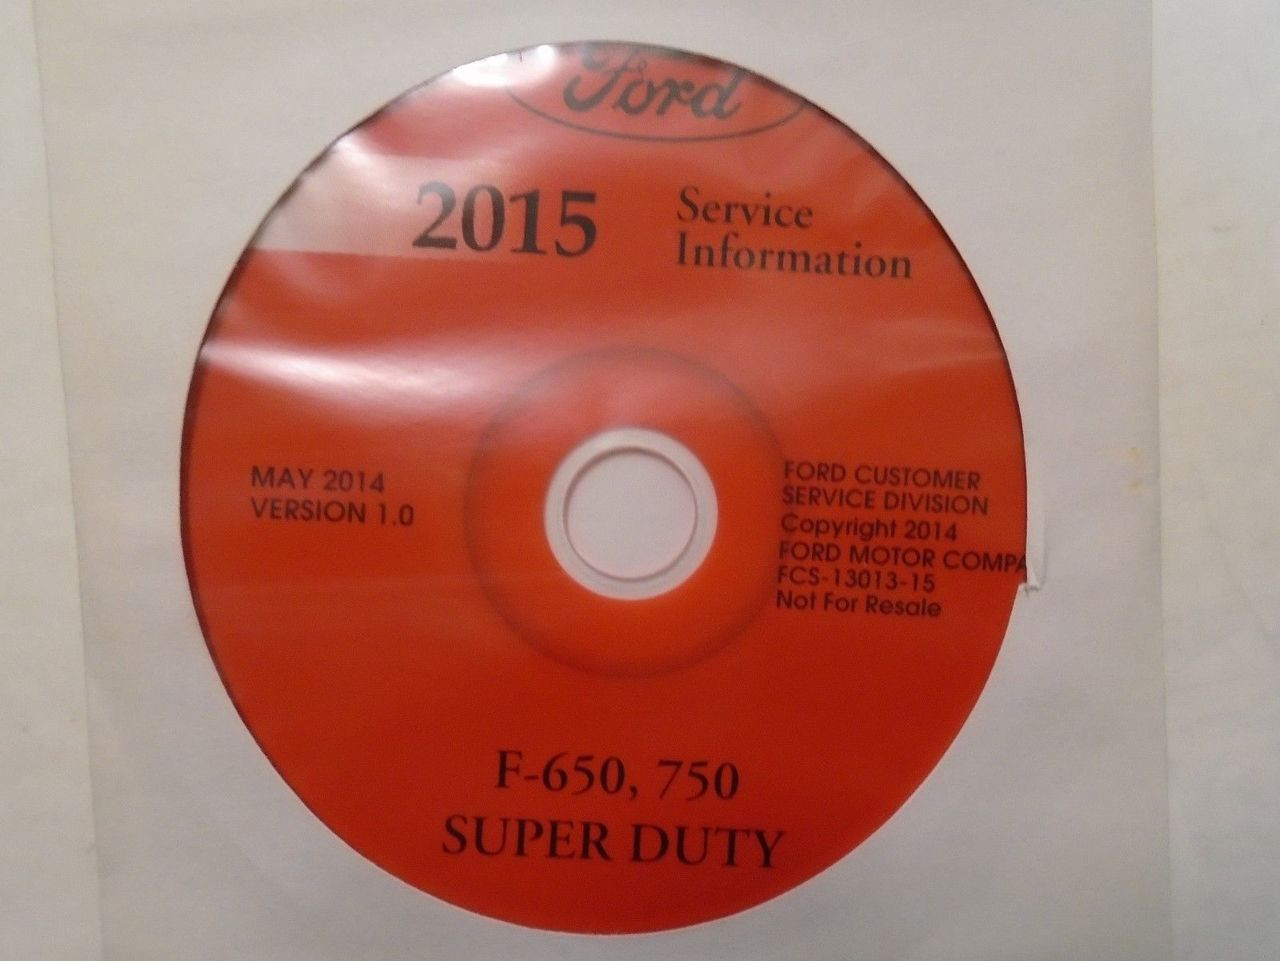 Ford
2015
Service
Information
MAY 2014
VERSION 1.0
FORD CUSTOMER
SERVICE DIVISION
Copyright 2014
FORD MOTOR COMPA
FCS-13013-15
Not For Resale
F-650, 750
SUPER DUTY